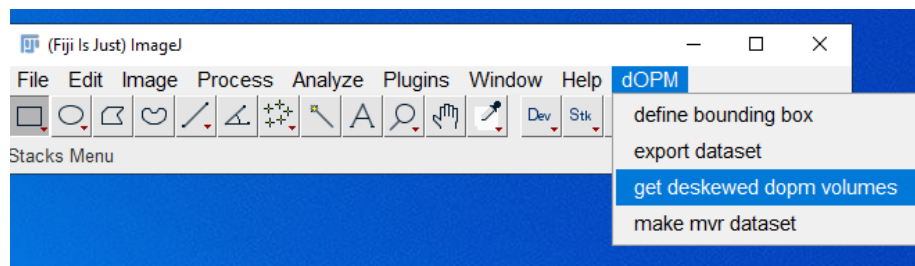 (Fiji Is Just) ImageJ
File Edit Image Process Analyze Plugins Window Help dOPM
A Dev Stk
Stacks Menu
define bounding box
export dataset
get deskewed dopm volumes
make mvr dataset